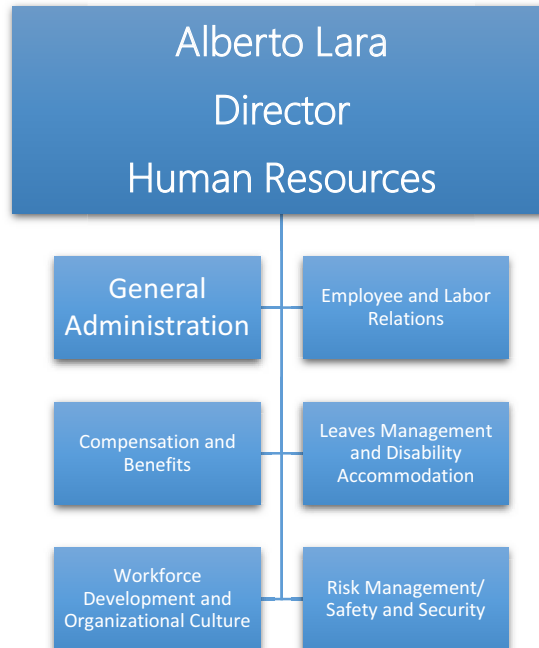 Alberto Lara
Director
Human Resources
General
Administration
Employee and Labor
Relations
Compensation and
Benefits
Leaves Management
and Disability
Accommodation
Workforce
Development and
Organizational Culture
Risk Management/
Safety and Security